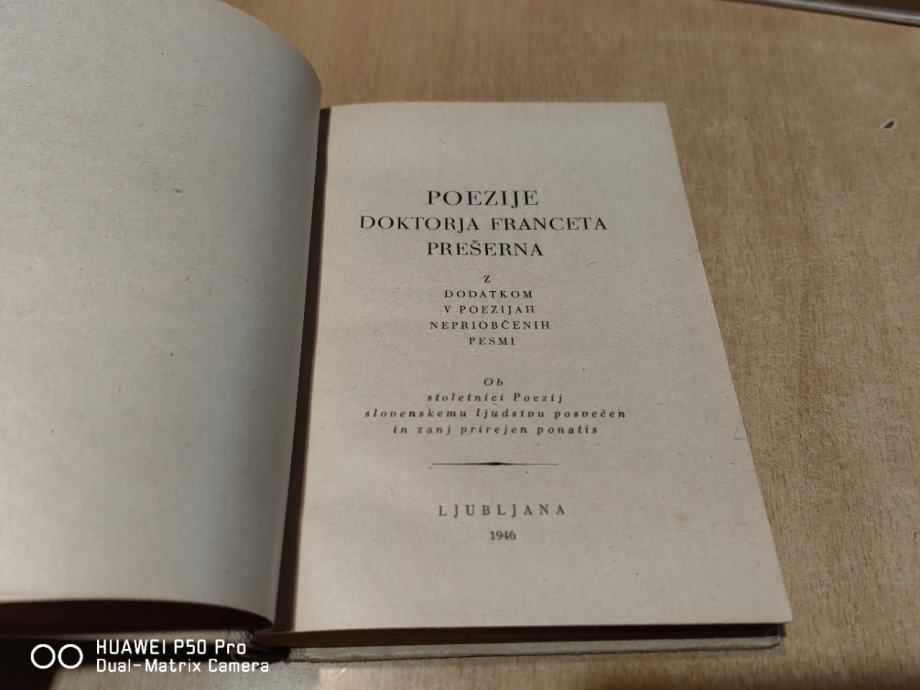 POEZIJE
DOKTORJA FRANCETA
PREŠERNA
Z
DODATKOM
V POEZIJAH
NEPRIOBČENIH
PESMI
Ob
stoletnici Poezij
slovenskemu ljudstvu posvečen
in zanj prirejen ponatis
LJUBLJANA
1946
HUAWEI P50 Pro
Dual-Matrix Camera